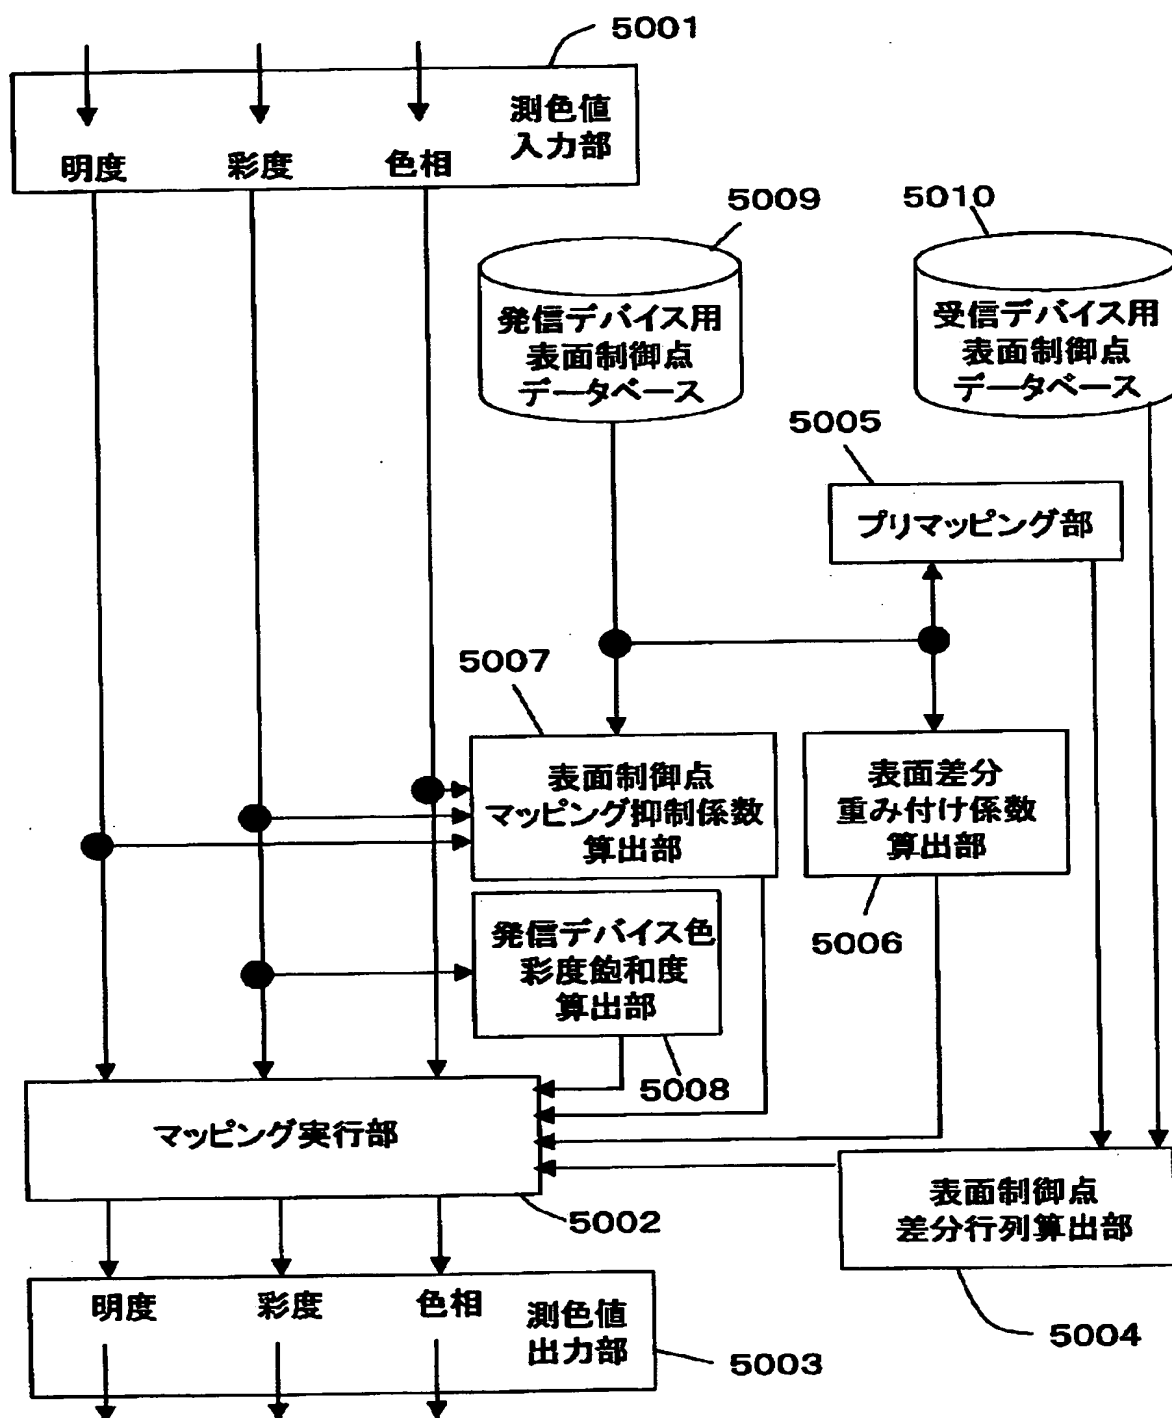 5001
測色値
入力部
明度
彩度
色相
5009
5010
発信デバイス用
表面制御点
データベース
受信デバイス用
表面制御点
データベース
5005
プリマッピング部
5007
表面制御点
マッピング抑制係数
算出部
表面差分
重み付け係数
算出部
5006
発信デバイス色
彩度飽和度
算出部
5008
マッピング実行部
5002
表面制御点
差分行列算出部
5004
明度
彩度
色相
測色値
出力部
5003